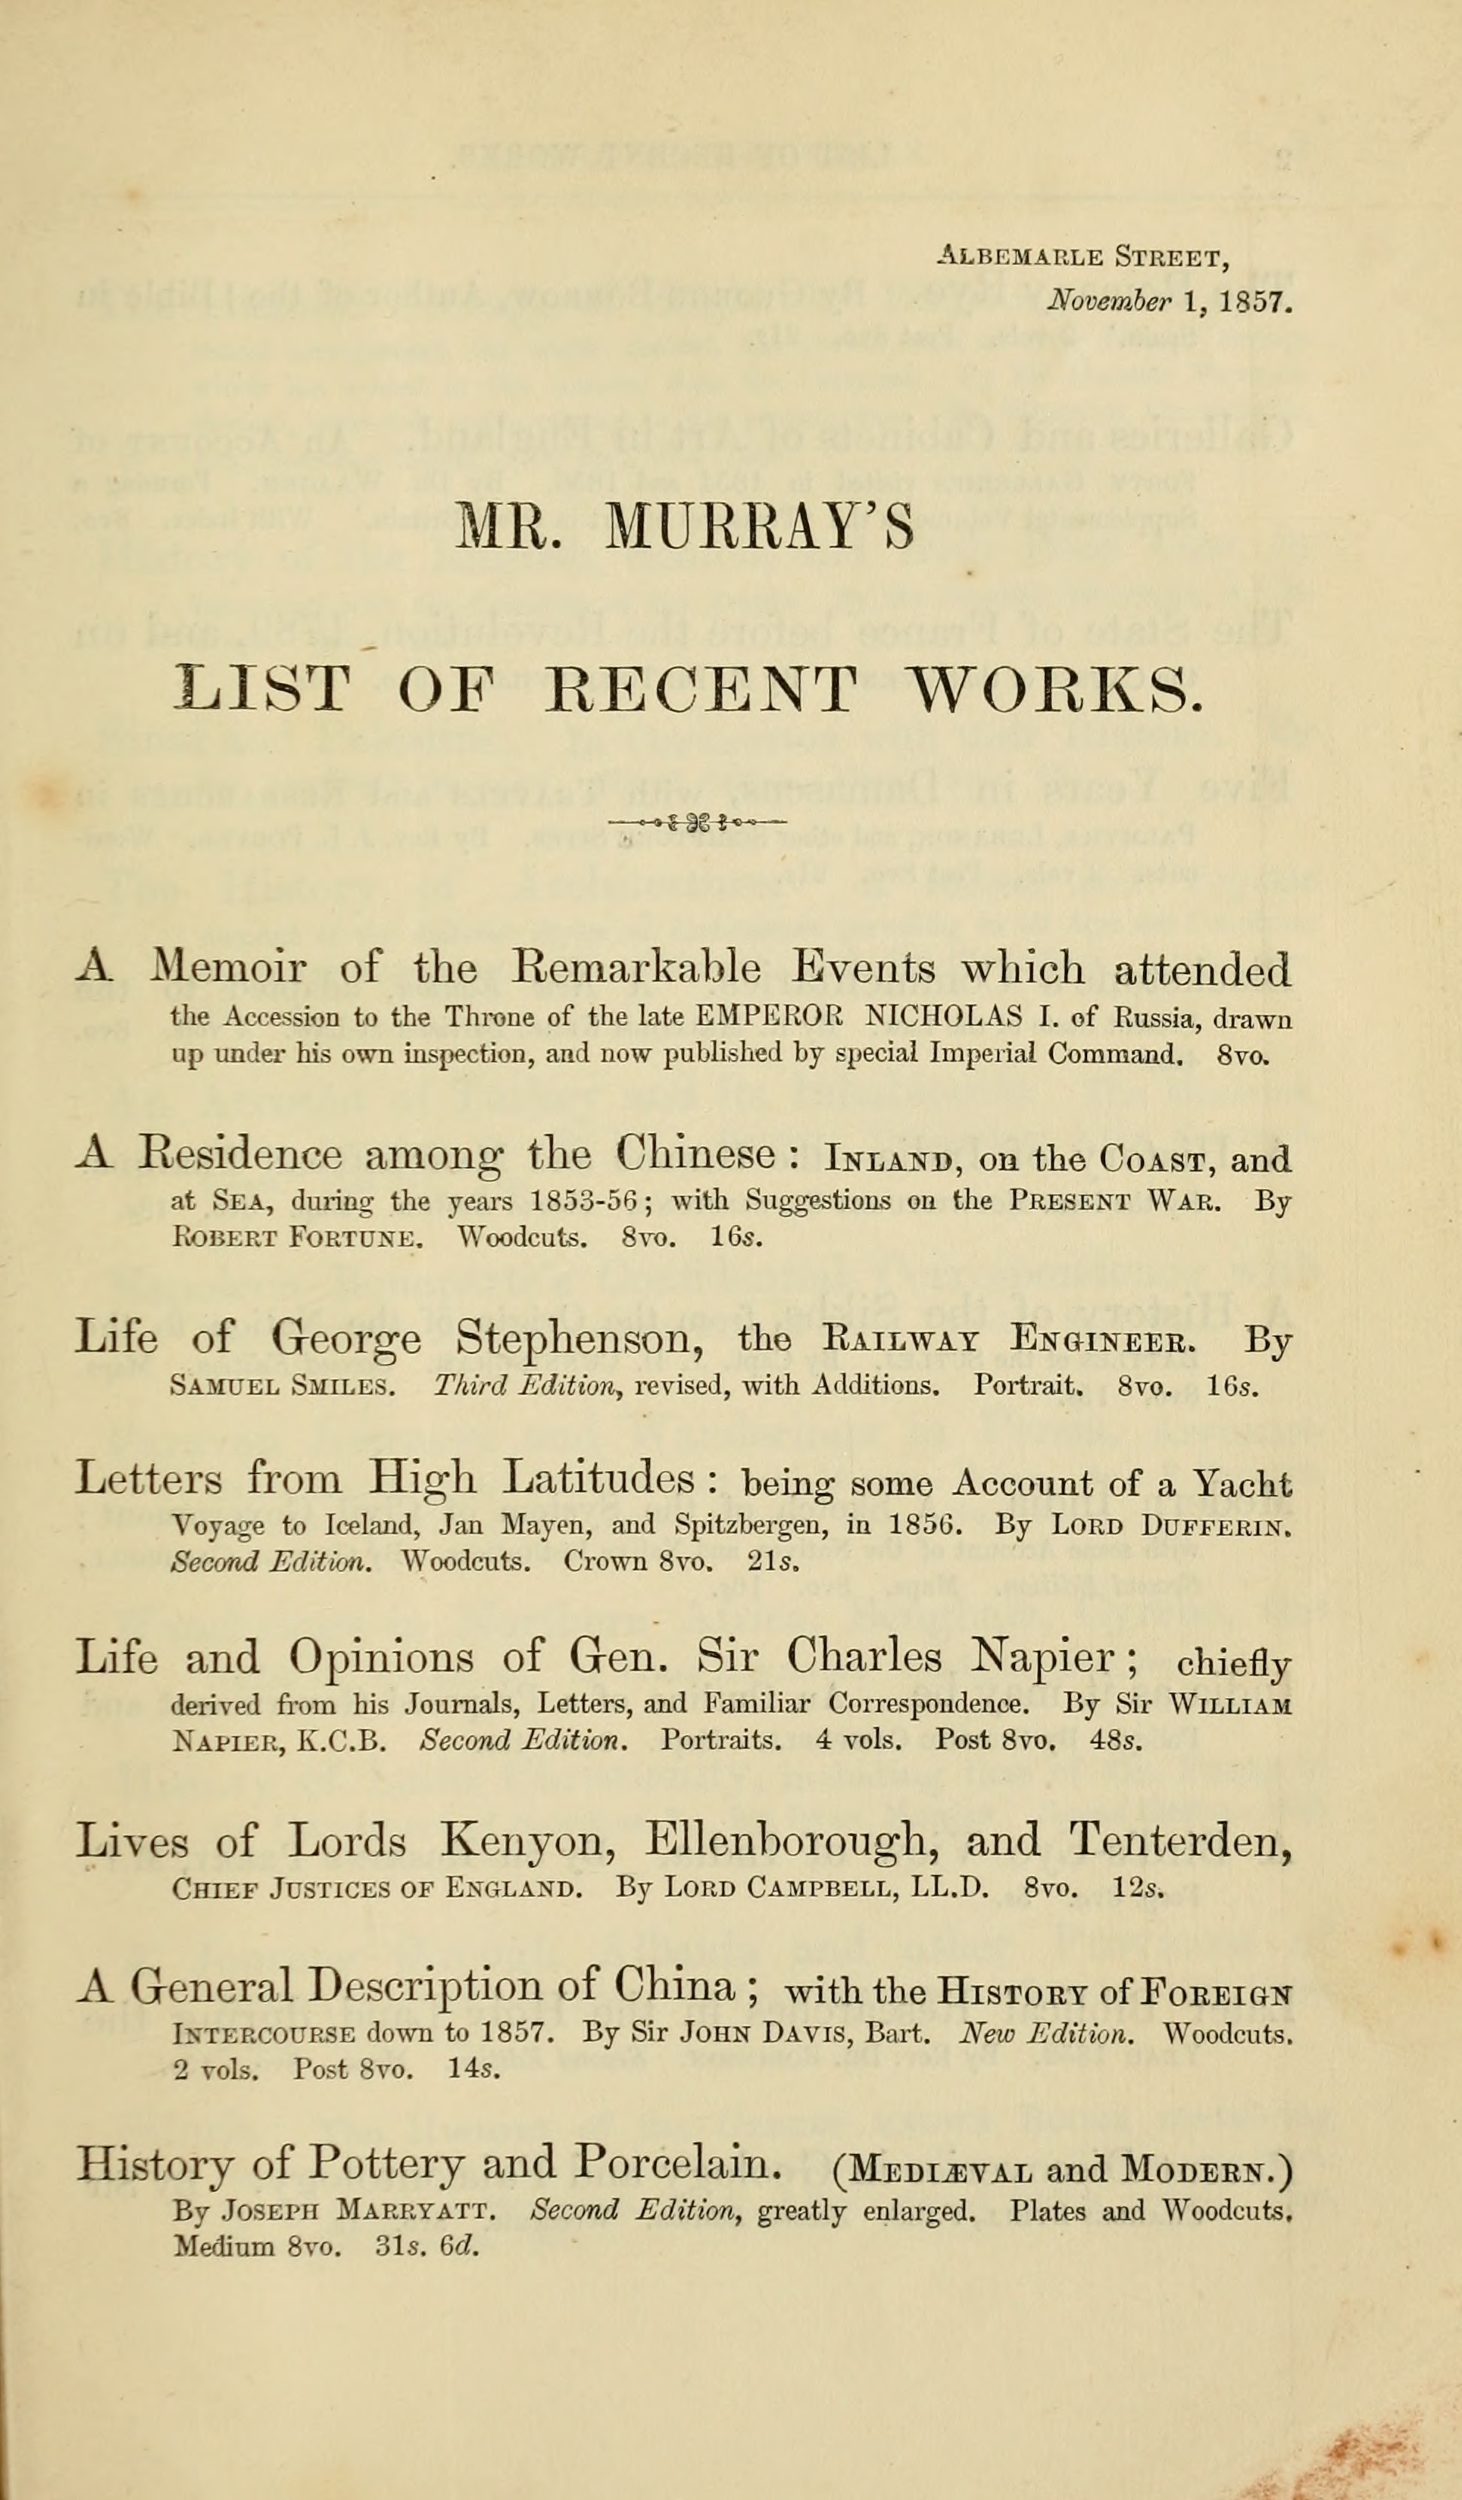 ALBEMARLE STREET,
November 1, 1857.
MR. MURRAY'S
LIST OF RECENT WORKS.
A Memoir of the Remarkable Events which attended
the Accession to the Throne of the late EMPEROR NICHOLAS I. of Russia, drawn
up under his own inspection, and now published by special Imperial Command. 8vo.
A Residence among the Chinese: INLAND, on the COAST, and
at SEA, during the years 1853-56; with Suggestions on the PRESENT WAR. By
ROBERT FORTUNE. Woodcuts. 8vo. 16s.
Life of George Stephenson, the RAILWAY ENGINEER. By
SAMUEL SMILES. Third Edition, revised, with Additions. Portrait. 8vo. 16s.
Letters from High Latitudes: being some Account of a Yacht
Voyage to Iceland, Jan Mayen, and Spitzbergen, in 1856. By LORD DUFFERIN.
Second Edition. Woodcuts. Crown 8vo. 21s.
Life and Opinions of Gen. Sir Charles Napier; chiefly
derived from his Journals, Letters, and Familiar Correspondence. By Sir WILLIAM
NAPIER, K.C.B. Second Edition. Portraits. 4 vols. Post 8vo. 48s.
Lives of Lords Kenyon, Ellenborough, and Tenterden,
CHIEF JUSTICES OF ENGLAND. By LORD CAMPBELL, LL.D. 8vo. 12s.
A General Description of China; with the HISTORY of FOREIGN
INTERCOURSE down to 1857. By Sir JOHN DAVIS, Bart. New Edition. Woodcuts.
2 vols. Post 8vo. 14s.
History of Pottery and Porcelain. (MEDIÆVAL and MODERN.)
By JOSEPH MARRYATT. Second Edition, greatly enlarged. Plates and Woodcuts.
Medium 8vo. 31s. 6d.